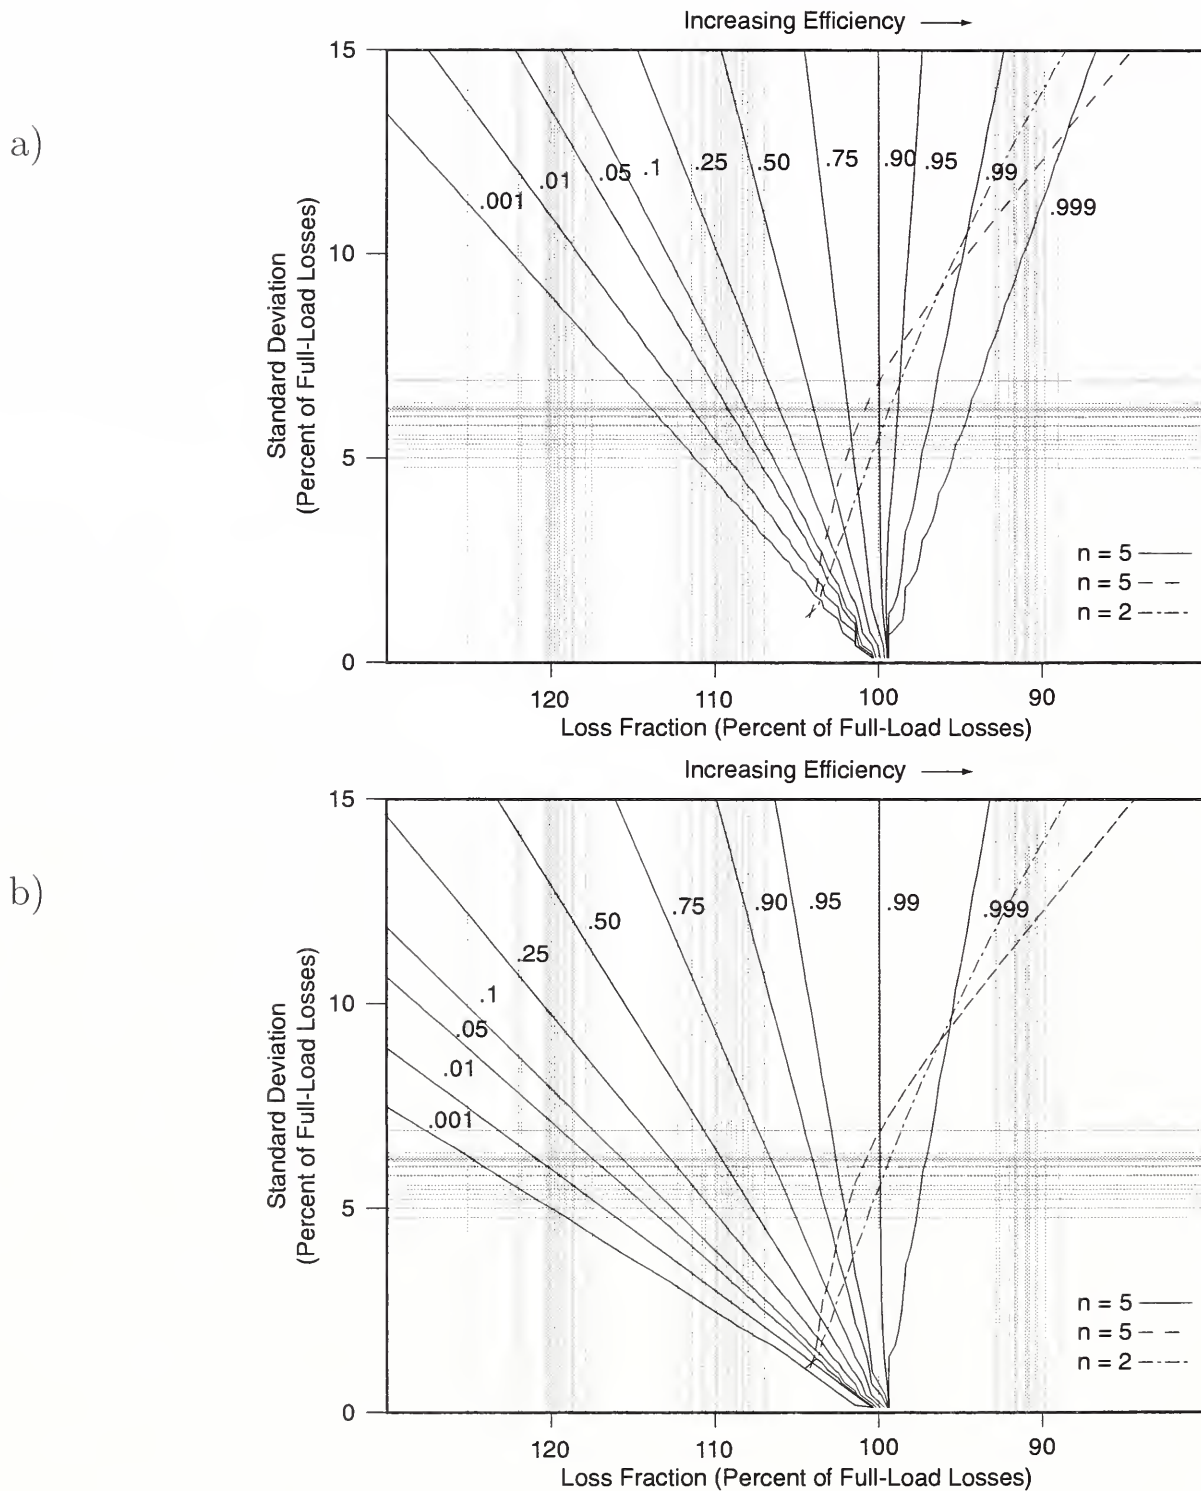 a)
Increasing Efficiency
15
10
5
0
Standard Deviation
(Percent of Full-Load Losses)
.001
.01
.05
.1
.25
.50
.75
.90
.95
.99
.999
n = 5
n = 5
n = 2
120
110
100
90
Loss Fraction (Percent of Full-Load Losses)
b)
Increasing Efficiency
15
10
5
0
Standard Deviation
(Percent of Full-Load Losses)
.001
.01
.05
.1
.25
.50
.75
.90
.95
.99
.999
n = 5
n = 5
n = 2
120
110
100
90
Loss Fraction (Percent of Full-Load Losses)